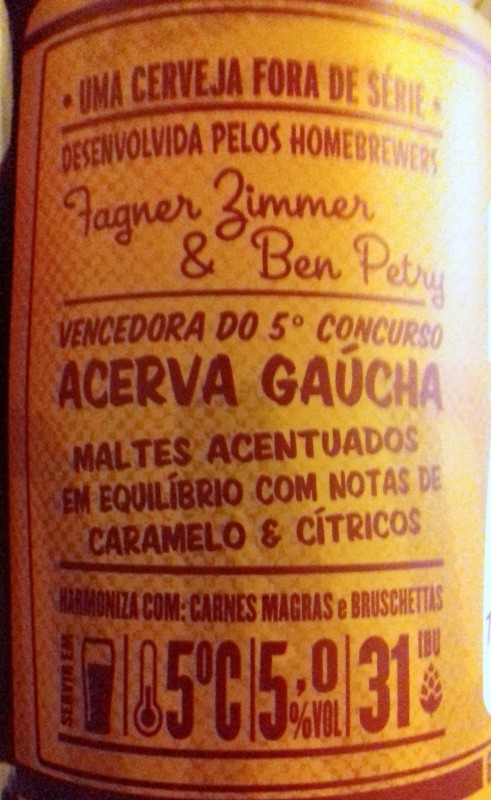 • UMA CERVEJA FORA DE SÉRIE •
DESENVOLVIDA PELOS HOMEBREWERS
Fagner Zimmer
& Ben Petry
VENCEDORA DO 5º CONCURSO
ACERVA GAÚCHA
MALTES ACENTUADOS
EM EQUILÍBRIO COM NOTAS DE
CARAMELO & CÍTRICOS
HARMONIZA COM: CARNES MAGRAS e BRUSCHETTAS
SERVIR EM
5ºC
5,0 %VOL
31 IBU